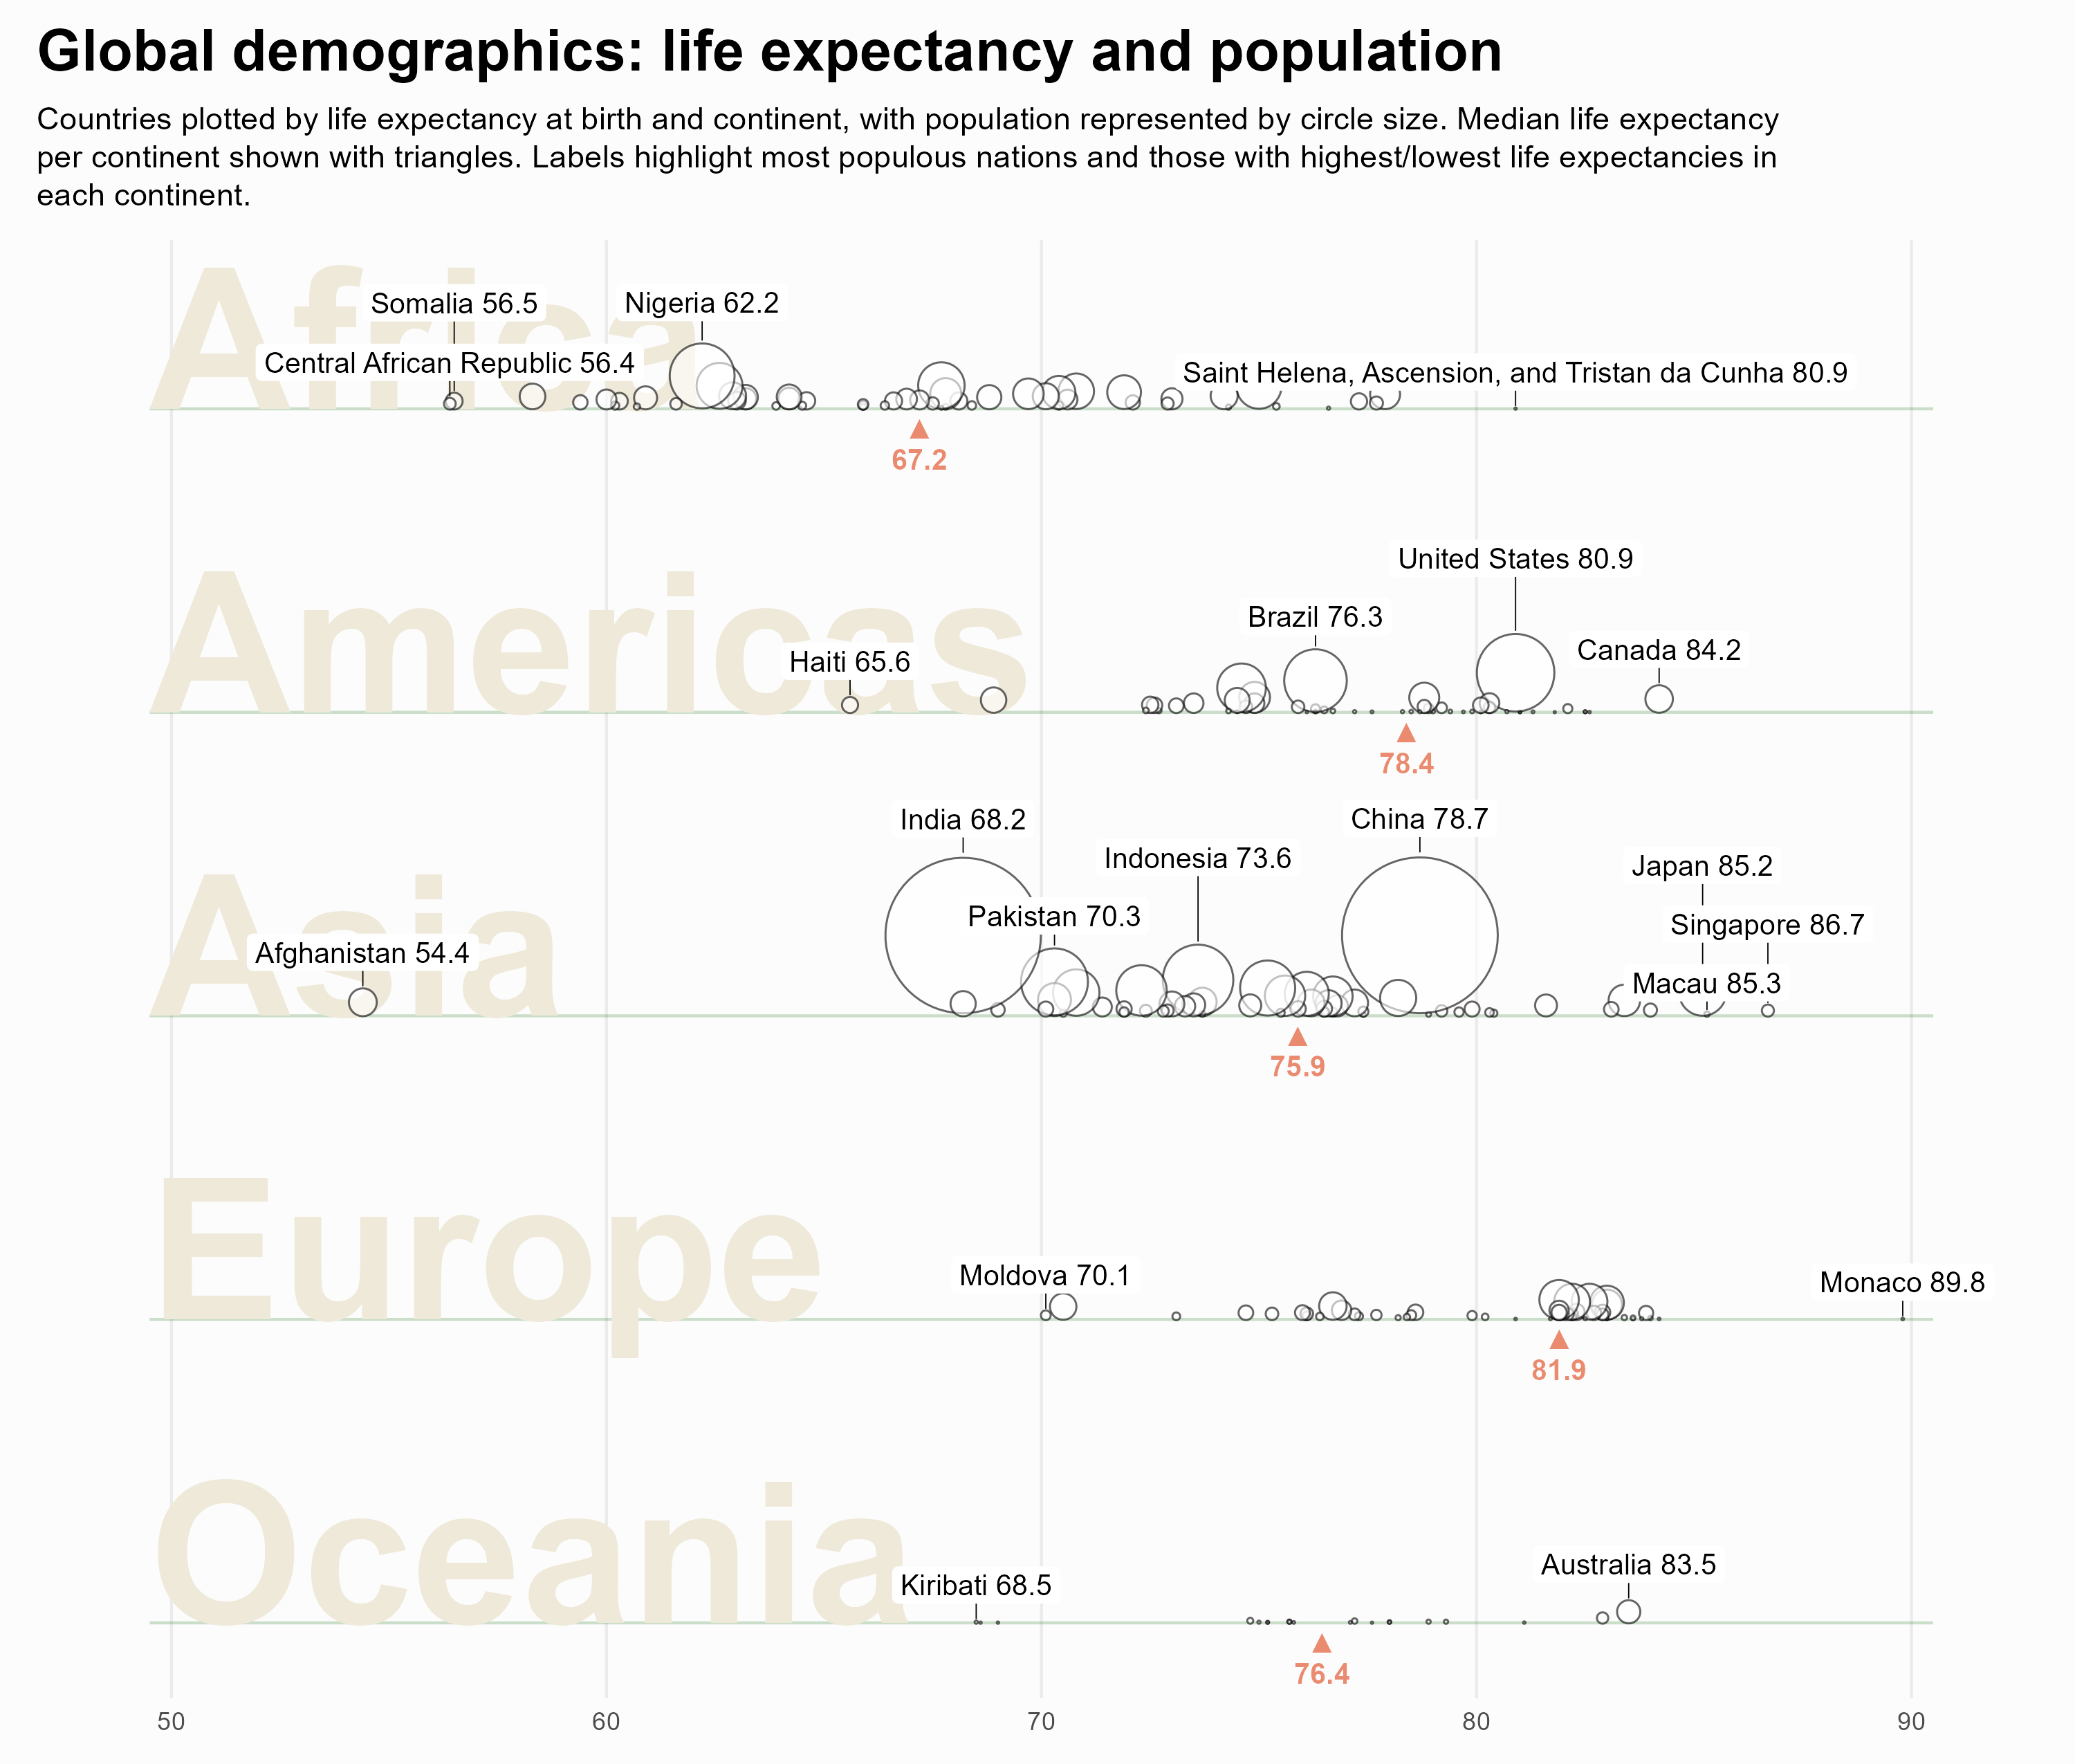 Global demographics: life expectancy and population
Countries plotted by life expectancy at birth and continent, with population represented by circle size. Median life expectancy
per continent shown with triangles. Labels highlight most populous nations and those with highest/lowest life expectancies in
each continent.
Africa
Somalia 56.5
Nigeria 62.2
Central African Republic 56.4
Saint Helena, Ascension, and Tristan da Cunha 80.9
67.2
Americas
United States 80.9
Brazil 76.3
Canada 84.2
Haiti 65.6
78.4
Asia
India 68.2
China 78.7
Indonesia 73.6
Japan 85.2
Pakistan 70.3
Singapore 86.7
Afghanistan 54.4
Macau 85.3
75.9
Europe
Moldova 70.1
Monaco 89.8
81.9
Oceania
Australia 83.5
Kiribati 68.5
76.4
50 60 70 80 90